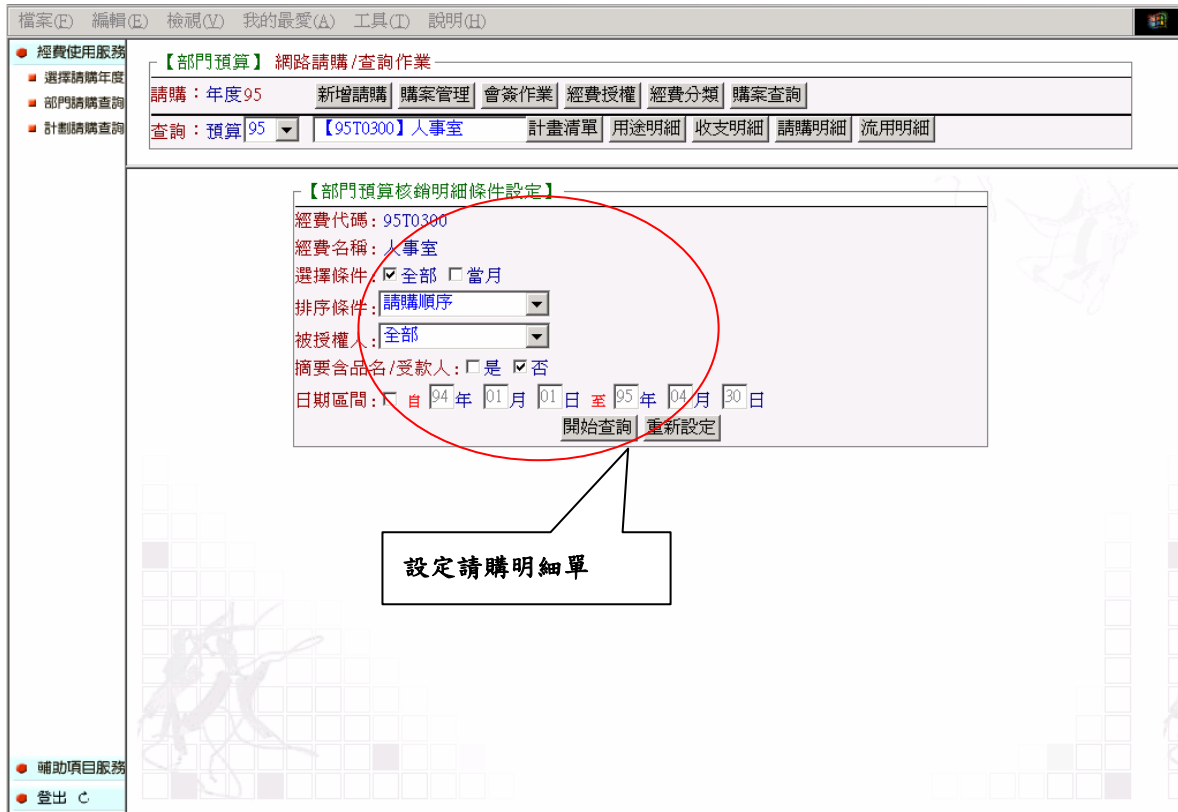 檔案(F) 編輯(E) 檢視(V) 我的最愛(A) 工具(T) 說明(H)
經費使用服務
選擇請購年度
部門請購查詢
計劃請購查詢
【部門預算】 網路請購/查詢作業
請購：年度95 新增請購 購案管理 會簽作業 經費授權 經費分類 購案查詢
查詢：預算 95 【95T0300】人事室 計畫清單 用途明細 收支明細 請購明細 流用明細
【部門預算核銷明細條件設定】
經費代碼: 95T0300
經費名稱: 人事室
選擇條件: 全部 當月
排序條件: 請購順序
被授權人: 全部
摘要含品名/受款人: 是 否
日期區間: 自 94 年 01 月 01 日 至 95 年 04 月 30 日
開始查詢 重新設定
設定請購明細單
輔助項目服務
登出